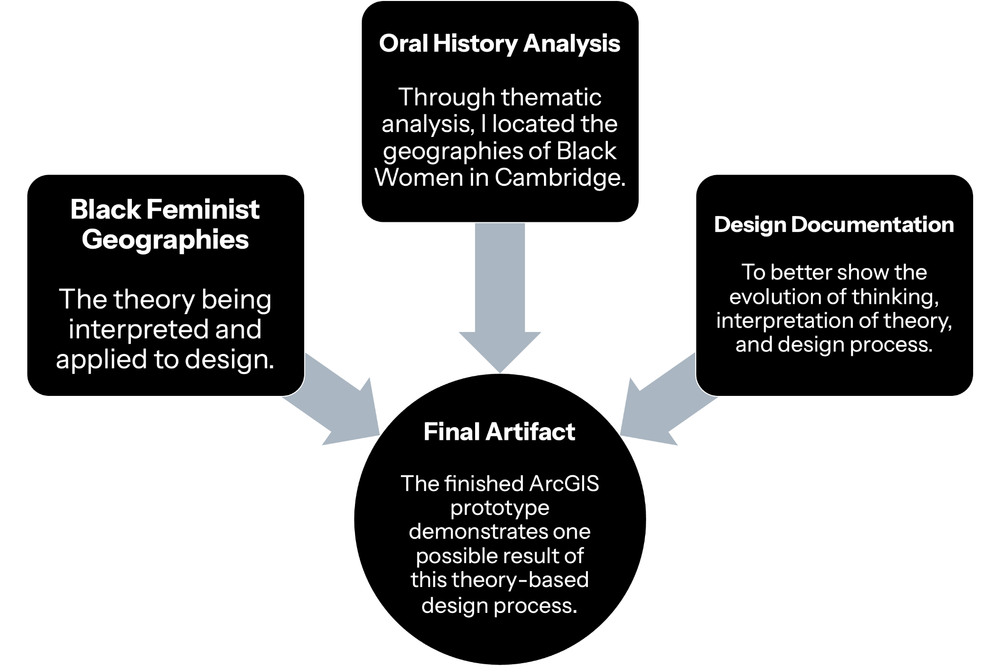 Oral History Analysis
Through thematic
analysis, I located the
geographies of Black
Women in Cambridge.
Black Feminist
Geographies
The theory being
interpreted and
applied to design.
Design Documentation
To better show the
evolution of thinking,
interpretation of theory,
and design process.
Final Artifact
The finished ArcGIS
prototype
demonstrates one
possible result of
this theory-based
design process.